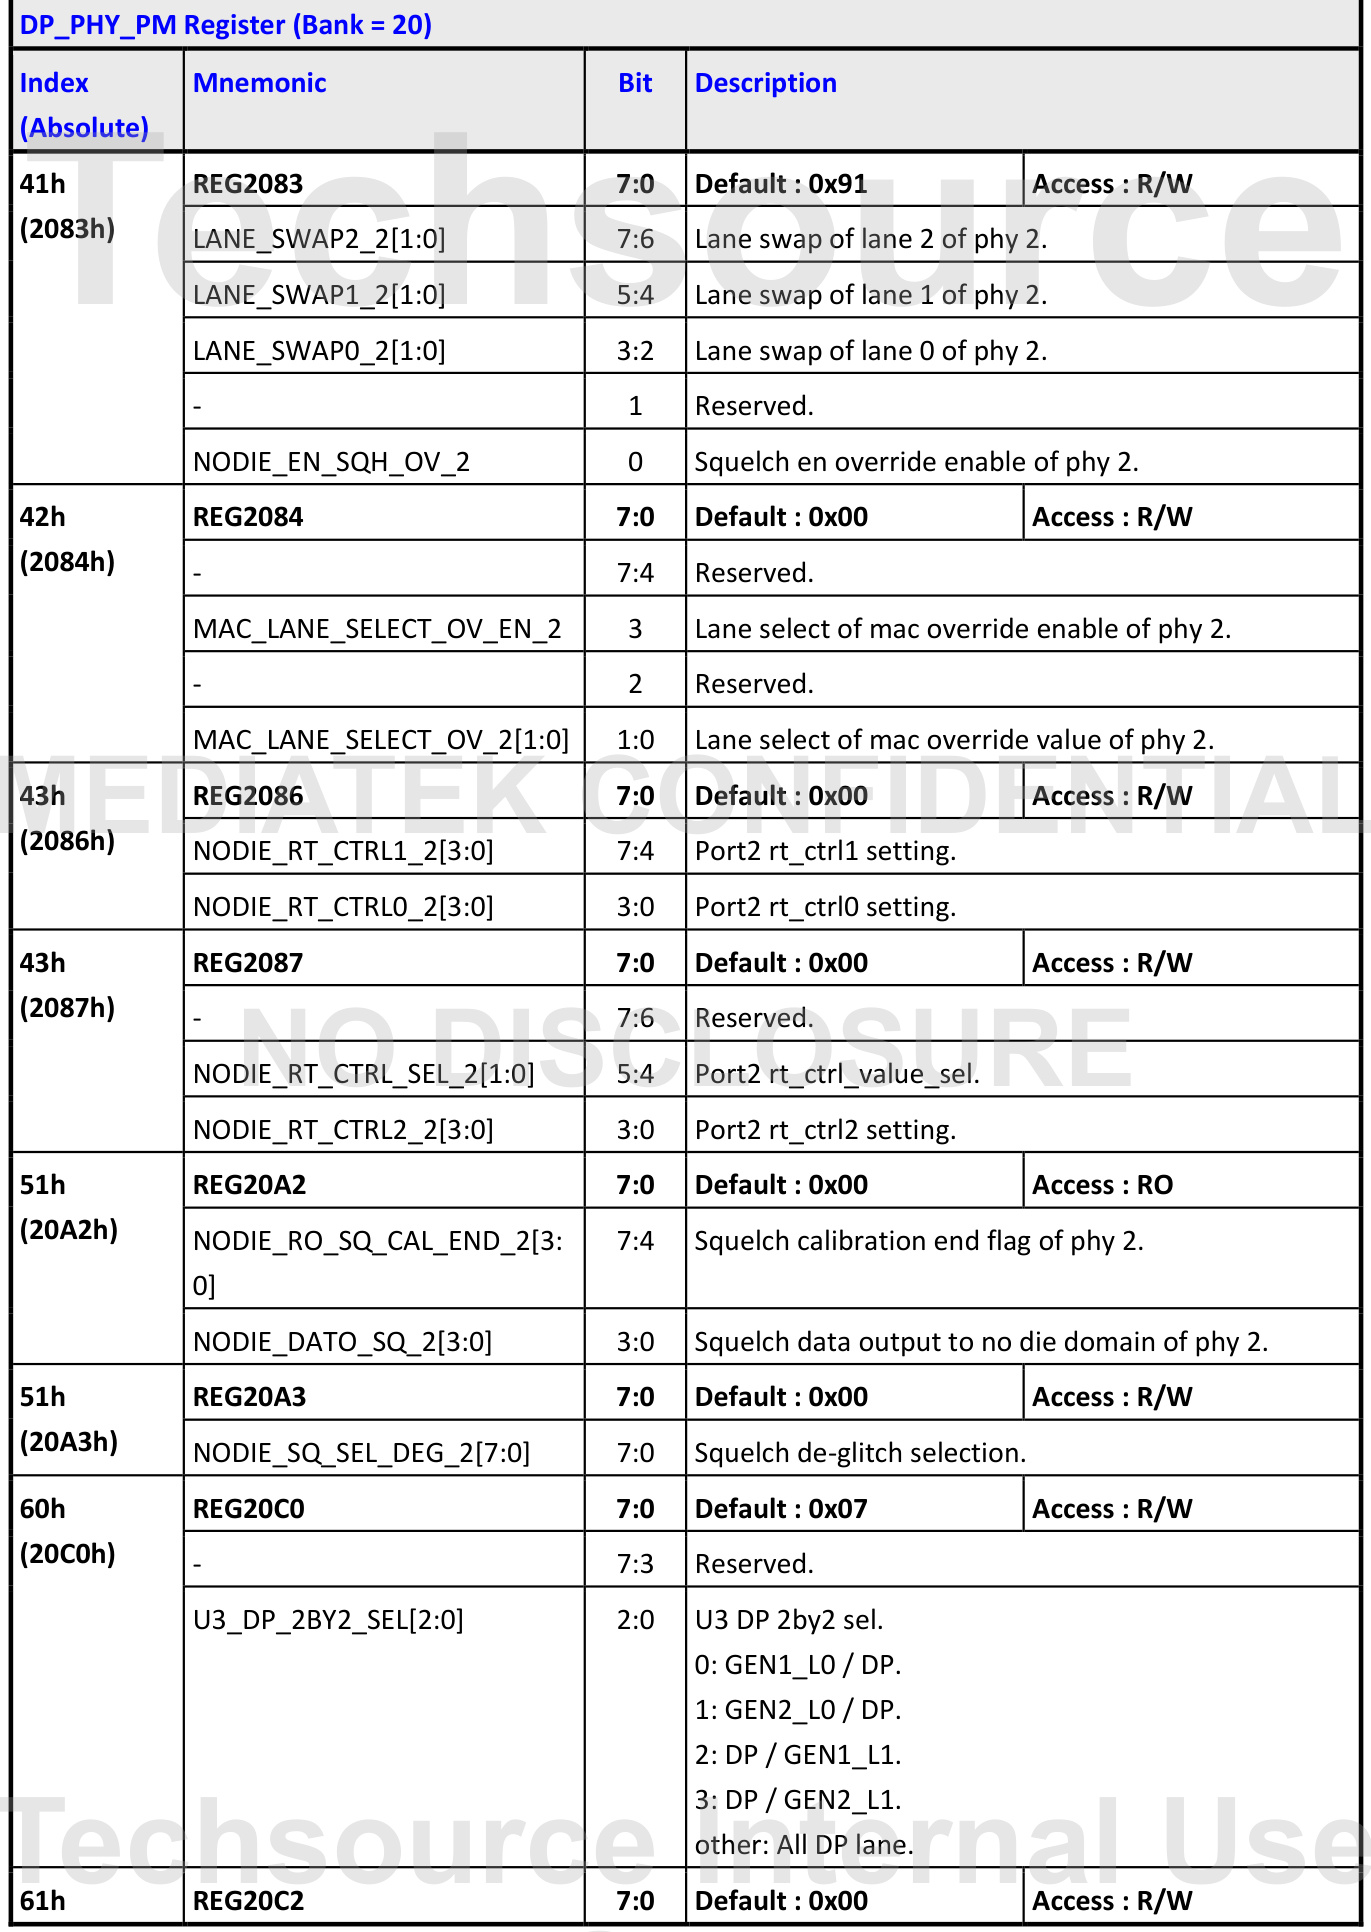 DP_PHY_PM Register (Bank = 20)
Index (Absolute) Mnemonic Bit Description
41h (2083h) REG2083 7:0 Default : 0x91 Access : R/W
LANE_SWAP2_2[1:0] 7:6 Lane swap of lane 2 of phy 2.
LANE_SWAP1_2[1:0] 5:4 Lane swap of lane 1 of phy 2.
LANE_SWAP0_2[1:0] 3:2 Lane swap of lane 0 of phy 2.
- 1 Reserved.
NODIE_EN_SQH_OV_2 0 Squelch en override enable of phy 2.
42h (2084h) REG2084 7:0 Default : 0x00 Access : R/W
- 7:4 Reserved.
MAC_LANE_SELECT_OV_EN_2 3 Lane select of mac override enable of phy 2.
- 2 Reserved.
MAC_LANE_SELECT_OV_2[1:0] 1:0 Lane select of mac override value of phy 2.
43h (2086h) REG2086 7:0 Default : 0x00 Access : R/W
NODIE_RT_CTRL1_2[3:0] 7:4 Port2 rt_ctrl1 setting.
NODIE_RT_CTRL0_2[3:0] 3:0 Port2 rt_ctrl0 setting.
43h (2087h) REG2087 7:0 Default : 0x00 Access : R/W
- 7:6 Reserved.
NODIE_RT_CTRL_SEL_2[1:0] 5:4 Port2 rt_ctrl_value_sel.
NODIE_RT_CTRL2_2[3:0] 3:0 Port2 rt_ctrl2 setting.
51h (20A2h) REG20A2 7:0 Default : 0x00 Access : RO
NODIE_RO_SQ_CAL_END_2[3: 7:4 Squelch calibration end flag of phy 2.
0]
NODIE_DATO_SQ_2[3:0] 3:0 Squelch data output to no die domain of phy 2.
51h (20A3h) REG20A3 7:0 Default : 0x00 Access : R/W
NODIE_SQ_SEL_DEG_2[7:0] 7:0 Squelch de-glitch selection.
60h (20C0h) REG20C0 7:0 Default : 0x07 Access : R/W
- 7:3 Reserved.
U3_DP_2BY2_SEL[2:0] 2:0 U3 DP 2by2 sel.
0: GEN1_L0 / DP.
1: GEN2_L0 / DP.
2: DP / GEN1_L1.
3: DP / GEN2_L1.
other: All DP lane.
61h REG20C2 7:0 Default : 0x00 Access : R/W
Techsource
MEDIATEK CONFIDENTIAL
NO DISCLOSURE
Techsource Internal Use